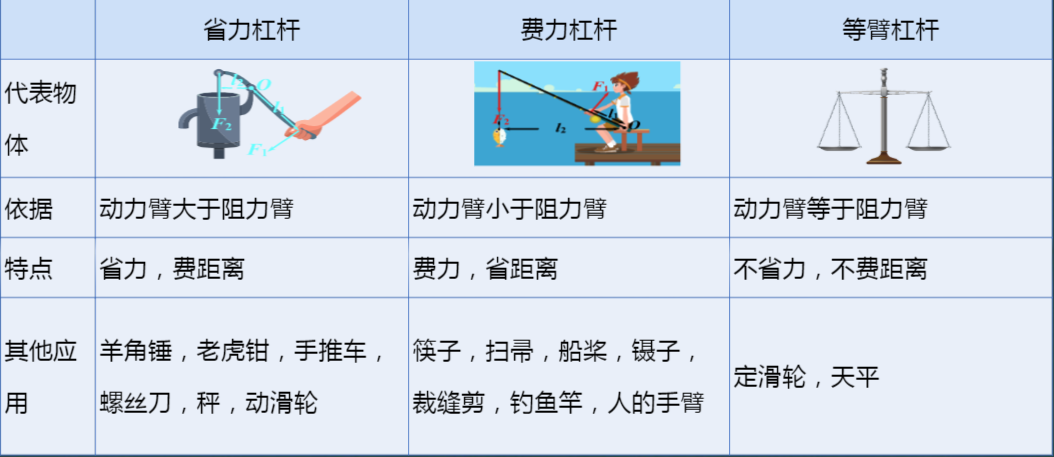 省力杠杆 费力杠杆 等臂杠杆
代表物体
l₂ O l₁ F₂ F₁
F₁ F₂ l₁ l₂ O
依据 动力臂大于阻力臂 动力臂小于阻力臂 动力臂等于阻力臂
特点 省力，费距离 费力，省距离 不省力，不费距离
其他应用
羊角锤，老虎钳，手推车，
螺丝刀，秤，动滑轮
筷子，扫帚，船桨，镊子，
裁缝剪，钓鱼竿，人的手臂
定滑轮，天平